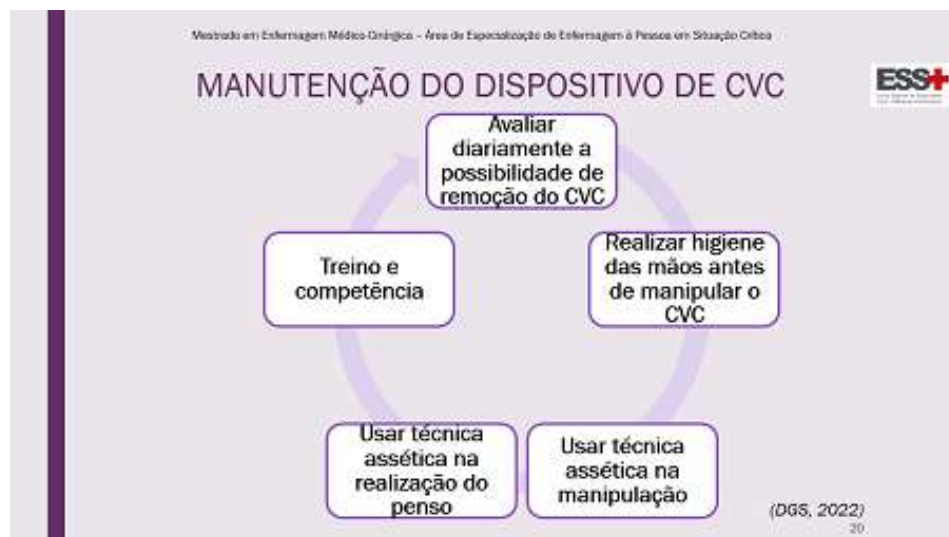 Mestrado em Enfermagem Médico-Cirúrgica – Área de Especialização de Enfermagem à Pessoa em Situação Crítica
MANUTENÇÃO DO DISPOSITIVO DE CVC
ESS+
Avaliar
diariamente a
possibilidade de
remoção do CVC
Realizar higiene
das mãos antes
de manipular o
CVC
Usar técnica
assética na
manipulação
Usar técnica
assética na
realização do
penso
Treino e
competência
(DGS, 2022)
20